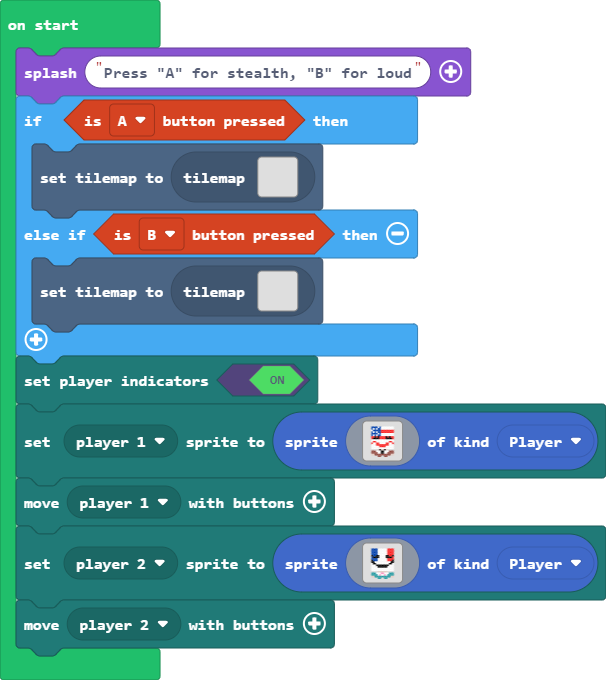 on start
splash "Press "A" for stealth, "B" for loud"
if is A button pressed then
set tilemap to tilemap
else if is B button pressed then
set tilemap to tilemap
set player indicators ON
set player 1 sprite to sprite of kind Player
move player 1 with buttons
set player 2 sprite to sprite of kind Player
move player 2 with buttons